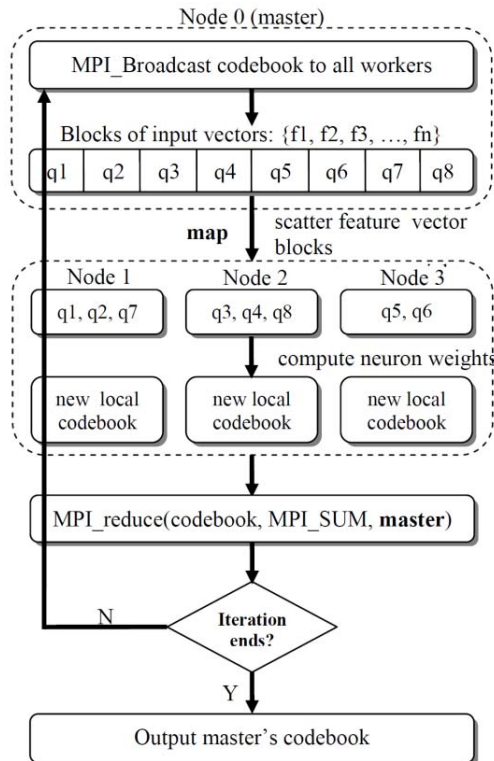 Node 0 (master)
MPI_Broadcast codebook to all workers
Blocks of input vectors: {f1, f2, f3, …, fn}
q1 q2 q3 q4 q5 q6 q7 q8
map
scatter feature vector
blocks
Node 1 Node 2 Node 3
q1, q2, q7 q3, q4, q8 q5, q6
compute neuron weights
new local new local new local
codebook codebook codebook
MPI_reduce(codebook, MPI_SUM, master)
Iteration
ends?
N
Y
Output master's codebook